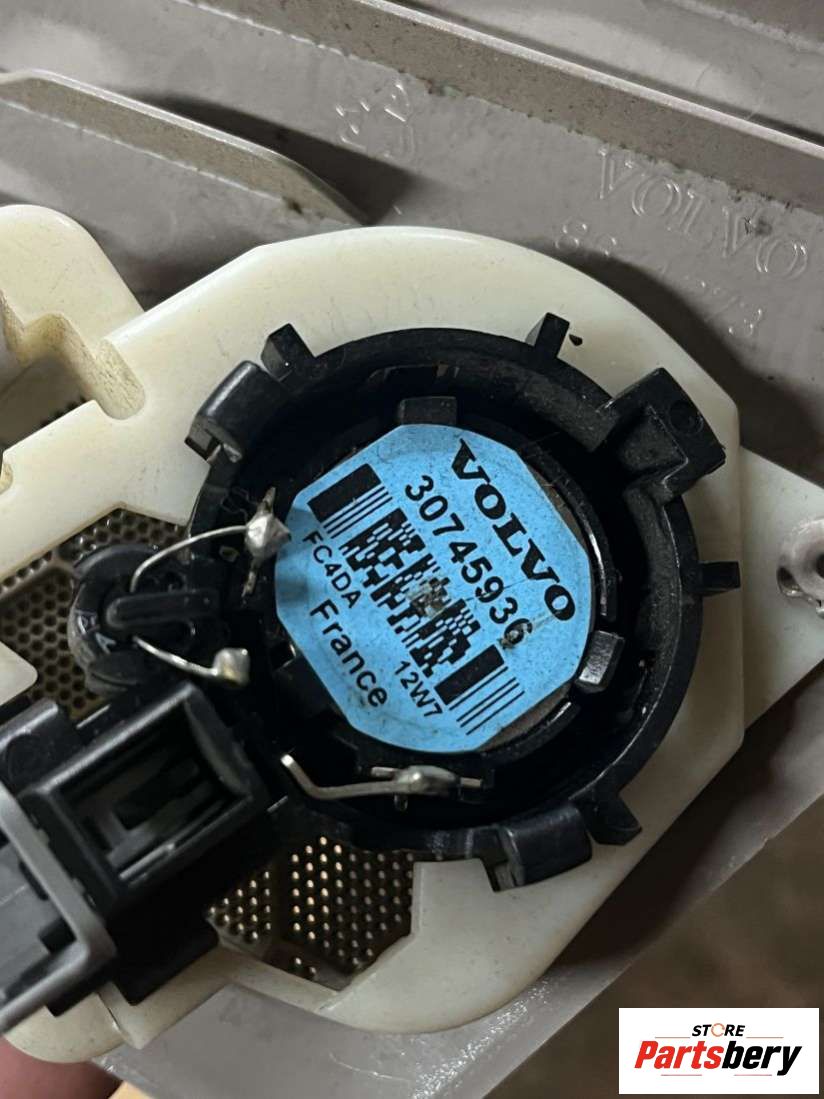 VOLVO
VOLVO
30745936
FC4DA
12W7
France
STORE
Partsbery